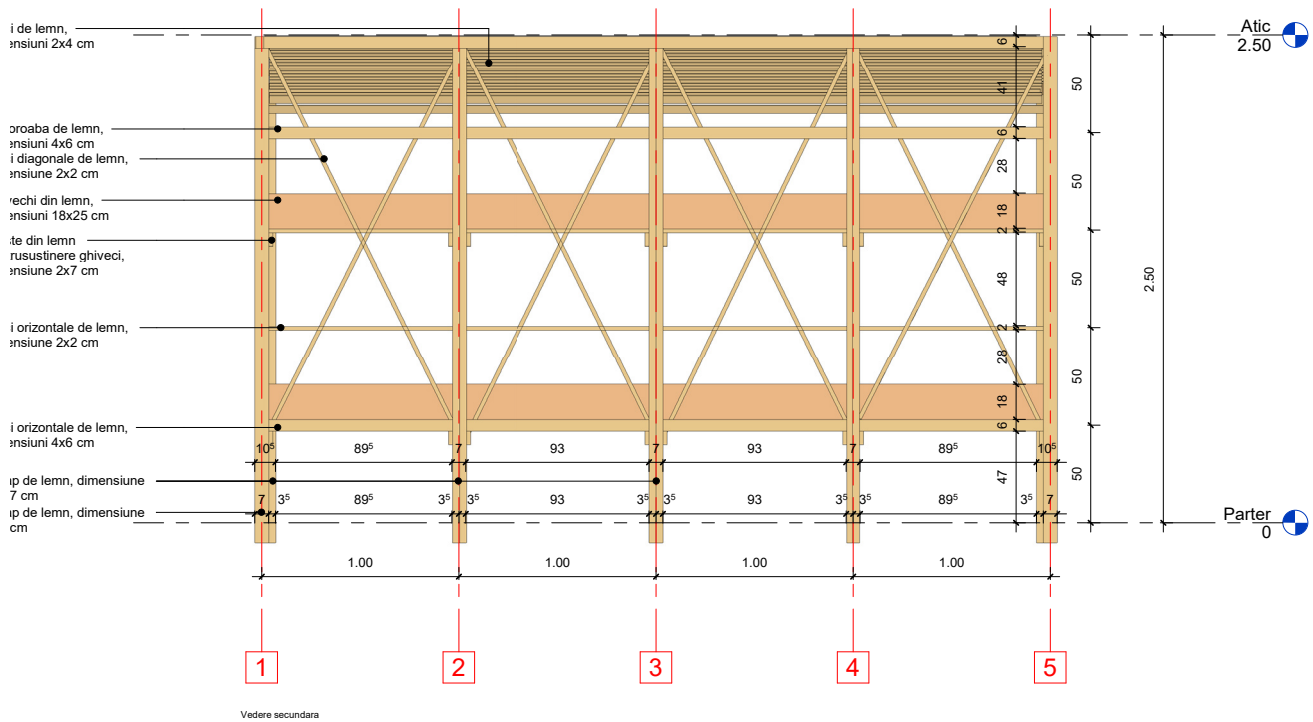 i de lemn,
ensiuni 2x4 cm
oroaba de lemn,
ensiuni 4x6 cm
i diagonale de lemn,
ensiune 2x2 cm
vechi din lemn,
ensiuni 18x25 cm
ste din lemn
rusustinere ghiveci,
ensiune 2x7 cm
i orizontale de lemn,
ensiune 2x2 cm
i orizontale de lemn,
ensiuni 4x6 cm
ap de lemn, dimensiune
7 cm
ap de lemn, dimensiune
cm
Atic
2.50
6
41
6
28
18
2
48
2
28
18
6
47
50
50
50
50
50
2.50
Parter
0
10⁵ 89⁵ 7 93 7 93 7 89⁵ 10⁵
7 3⁵ 89⁵ 3⁵ 3⁵ 93 3⁵ 3⁵ 93 3⁵ 3⁵ 89⁵ 3⁵ 7
1.00 1.00 1.00 1.00
1 2 3 4 5
Vedere secundara